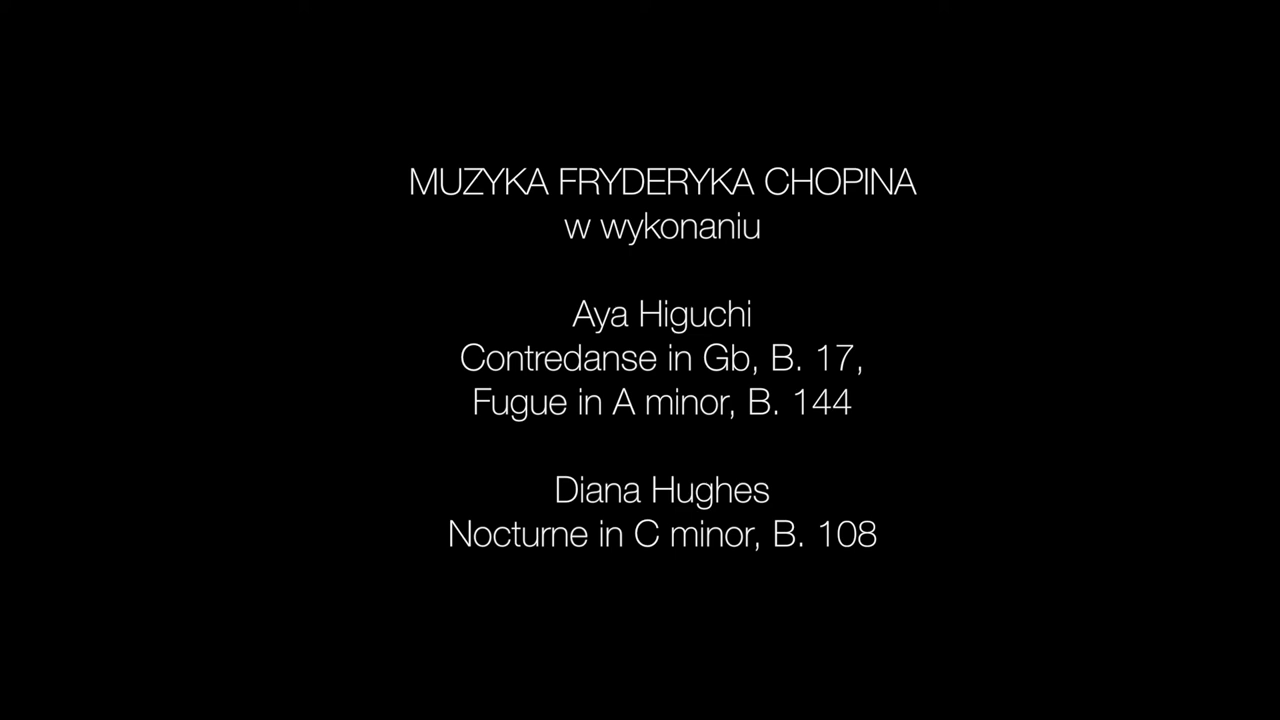 MUZYKA FRYDERYKA CHOPINA
w wykonaniu
Aya Higuchi
Contredanse in Gb, B. 17,
Fugue in A minor, B. 144
Diana Hughes
Nocturne in C minor, B. 108